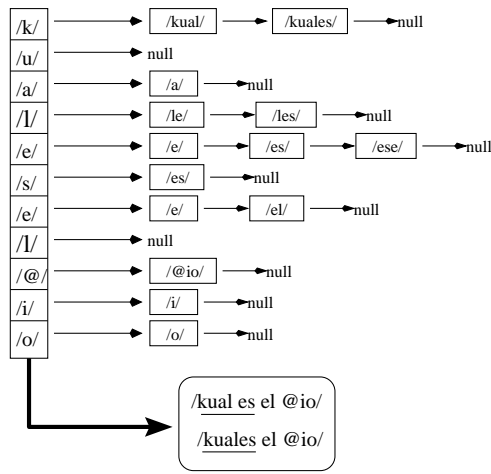 /k/ /kual/ /kuales/ null
/u/ null
/a/ /a/ null
/l/ /le/ /les/ null
/e/ /e/ /es/ /ese/ null
/s/ /es/ null
/e/ /e/ /el/ null
/l/ null
/@/ /@io/ null
/i/ /i/ null
/o/ /o/ null
/kual es el @io/
/kuales el @io/